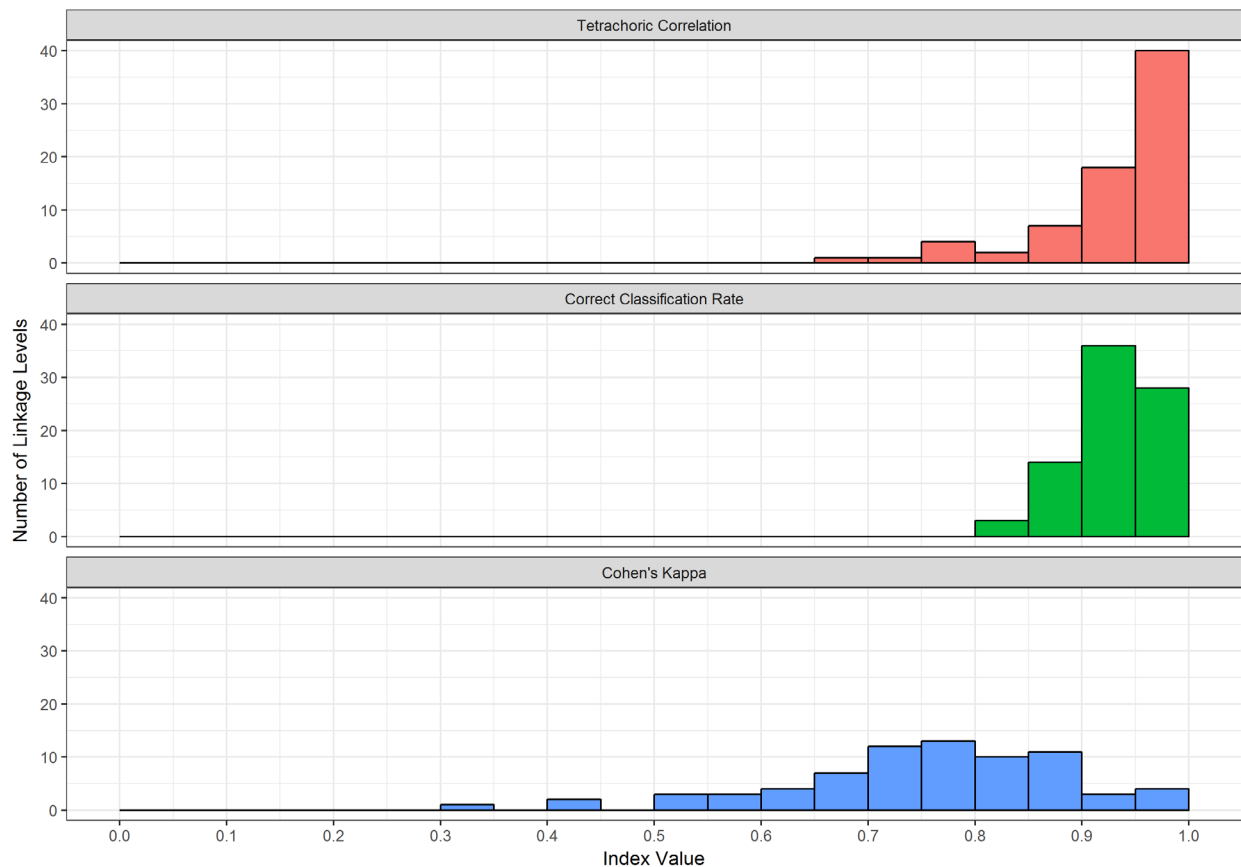 Tetrachoric Correlation
40
30
20
10
0
Correct Classification Rate
40
30
20
10
0
Cohen's Kappa
40
30
20
10
0
Number of Linkage Levels
0.0 0.1 0.2 0.3 0.4 0.5 0.6 0.7 0.8 0.9 1.0
Index Value